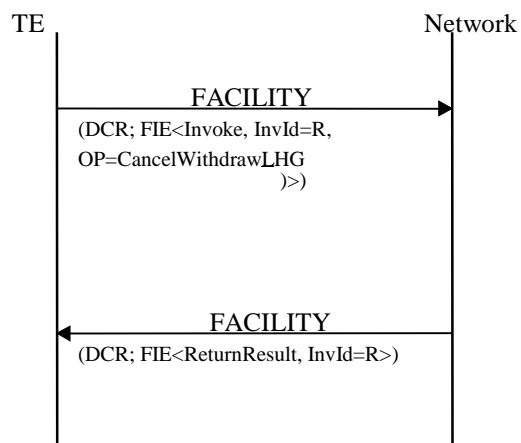 TE Network
FACILITY
(DCR; FIE<Invoke, InvId=R,
OP=CancelWithdrawLHG
)>)
FACILITY
(DCR; FIE<ReturnResult, InvId=R>)